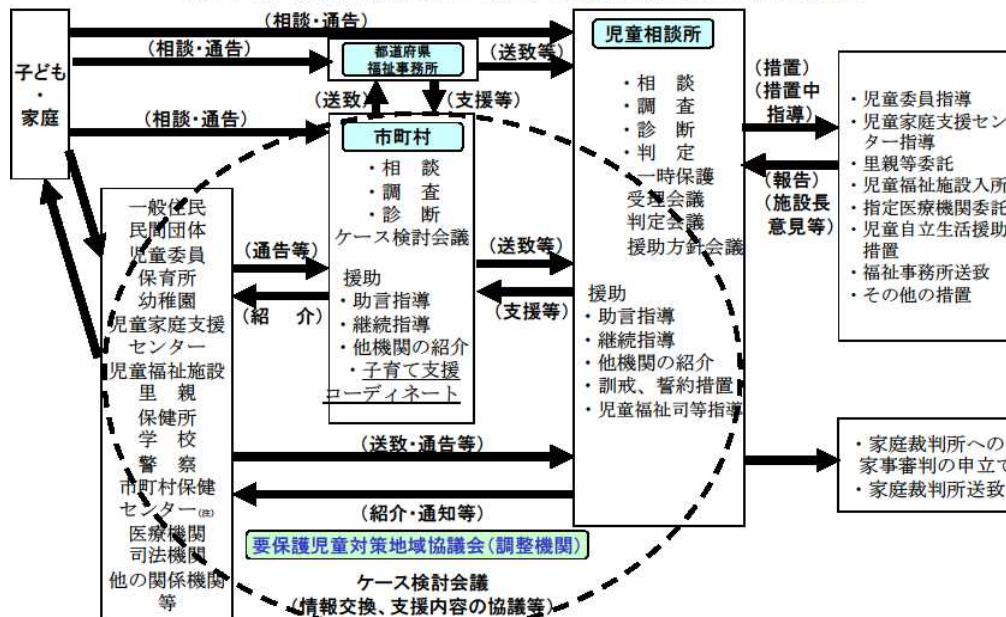 (相談・通告)
(相談・通告)
(相談・通告)
子ども
・
家庭
都道府県
福祉事務所
(送致等)
(送致)
(支援等)
市町村
・相 談
・調 査
・診 断
ケース検討会議
援助
・助言指導
・継続指導
・他機関の紹介
・子育て支援
コーディネート
一般住民
民間団体
児童委員
保育所
幼稚園
児童家庭支援
センター
児童福祉施設
里 親
保健所
学 校
警 察
市町村保健
センター(注)
医療機関
司法機関
他の関係機関
等
(通告等)
(紹 介)
(送致等)
(支援等)
(送致・通告等)
(紹介・通知等)
児童相談所
・相 談
・調 査
・診 断
・判 定
一時保護
受理会議
判定会議
援助方針会議
援助
・助言指導
・継続指導
・他機関の紹介
・訓戒、誓約措置
・児童福祉司等指導
(措置)
(措置中
指導)
(報告)
(施設長
意見等)
・児童委員指導
・児童家庭支援セン
ター指導
・里親等委託
・児童福祉施設入所
・指定医療機関委託
・児童自立生活援助
措置
・福祉事務所送致
・その他の措置
・家庭裁判所への
家事審判の申立て
・家庭裁判所送致
要保護児童対策地域協議会(調整機関)
ケース検討会議
(情報交換、支援内容の協議等)